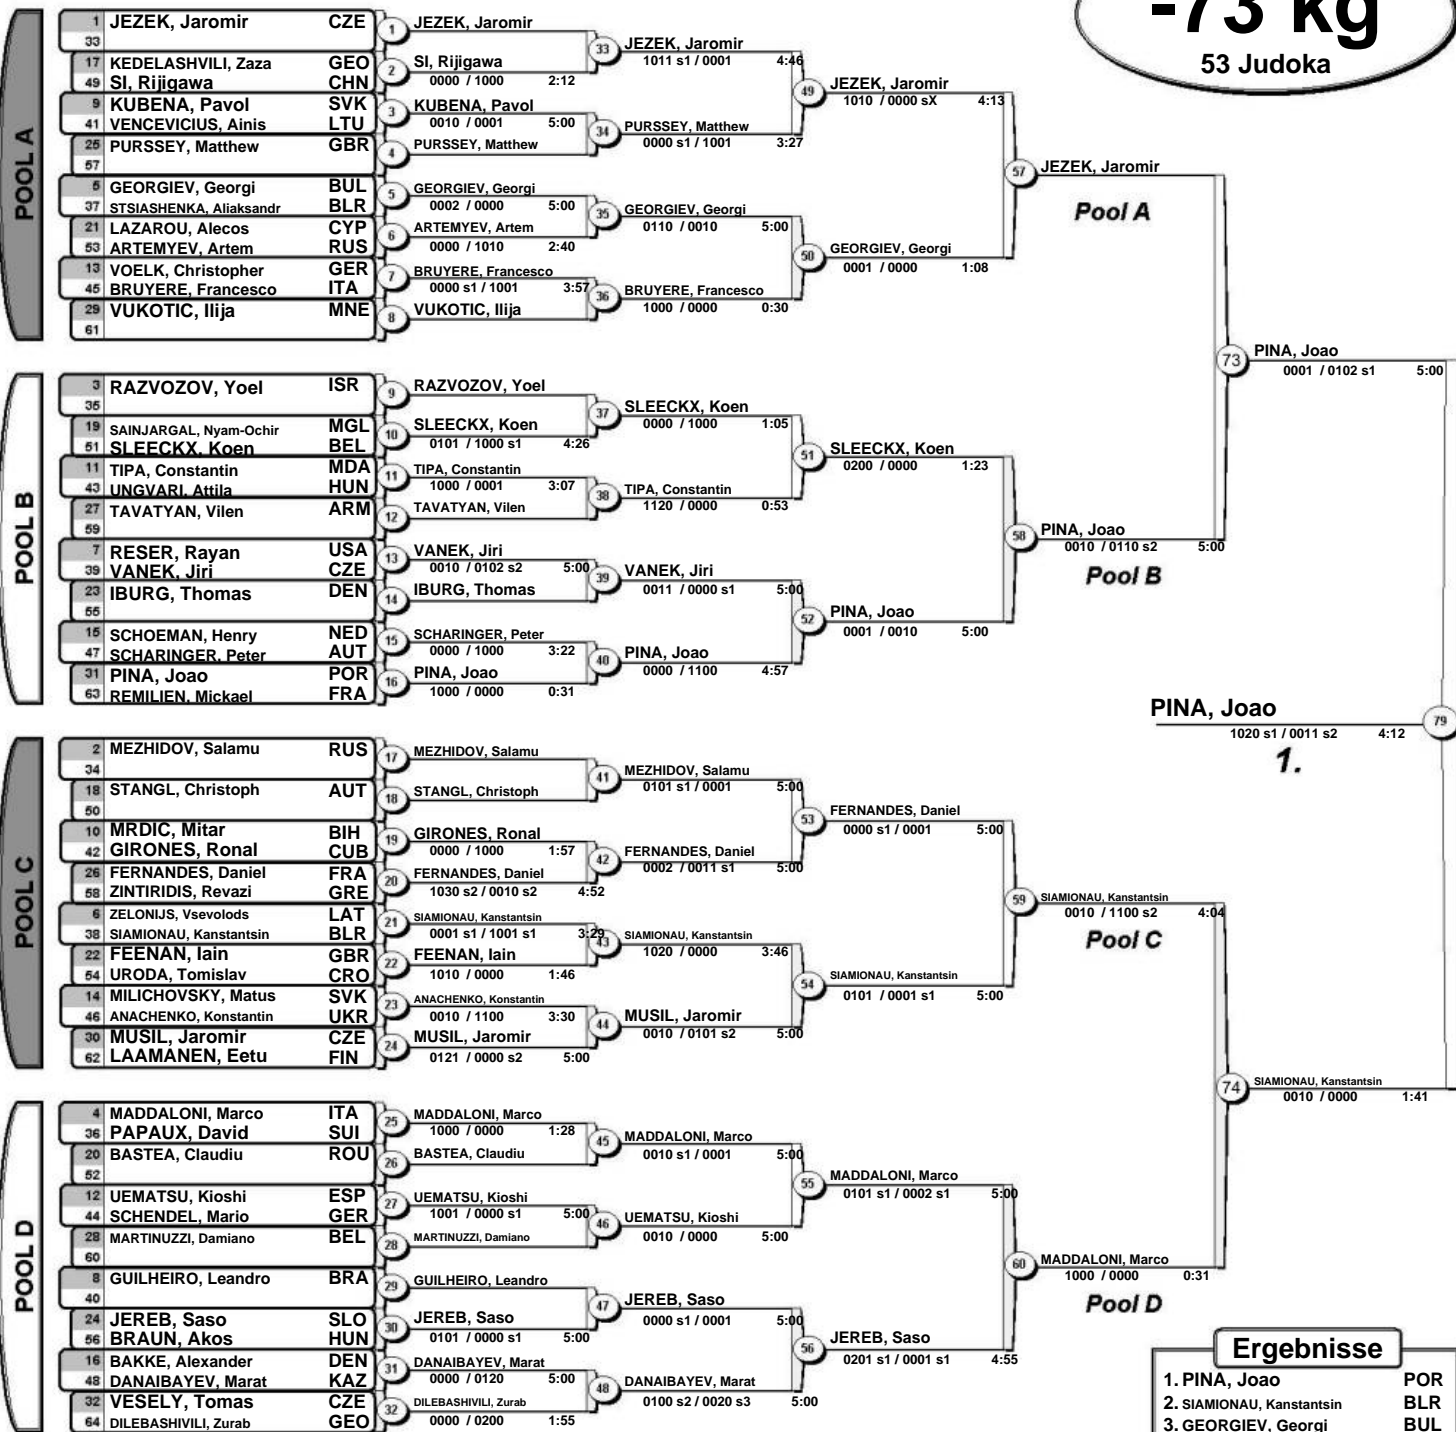 -73 kg
53 Judoka
POOL A
1 JEZEK, Jaromir CZE
33
17 KEDELASHVILI, Zaza GEO
49 SI, Rijigawa CHN
9 KUBENA, Pavol SVK
41 VENCEVICIUS, Ainis LTU
25 PURSSEY, Matthew GBR
57
5 GEORGIEV, Georgi BUL
37 STSIASHENKA, Aliaksandr BLR
21 LAZAROU, Alecos CYP
53 ARTEMYEV, Artem RUS
13 VOELK, Christopher GER
45 BRUYERE, Francesco ITA
29 VUKOTIC, Ilija MNE
61
1 JEZEK, Jaromir
2 SI, Rijigawa
0000 / 1000 2:12
3 KUBENA, Pavol
0010 / 0001 5:00
4 PURSSEY, Matthew
5 GEORGIEV, Georgi
0002 / 0000 5:00
6 ARTEMYEV, Artem
0000 / 1010 2:40
7 BRUYERE, Francesco
0000 s1 / 1001 3:57
8 VUKOTIC, Ilija
33 JEZEK, Jaromir
1011 s1 / 0001 4:46
34 PURSSEY, Matthew
0000 s1 / 1001 3:27
35 GEORGIEV, Georgi
0110 / 0010 5:00
36 BRUYERE, Francesco
1000 / 0000 0:30
49 JEZEK, Jaromir
1010 / 0000 sX 4:13
50 GEORGIEV, Georgi
0001 / 0000 1:08
57 JEZEK, Jaromir
Pool A
POOL B
3 RAZVOZOV, Yoel ISR
35
19 SAINJARGAL, Nyam-Ochir MGL
51 SLEECKX, Koen BEL
11 TIPA, Constantin MDA
43 UNGVARI, Attila HUN
27 TAVATYAN, Vilen ARM
59
7 RESER, Rayan USA
39 VANEK, Jiri CZE
23 IBURG, Thomas DEN
55
15 SCHOEMAN, Henry NED
47 SCHARINGER, Peter AUT
31 PINA, Joao POR
63 REMILIEN, Mickael FRA
9 RAZVOZOV, Yoel
10 SLEECKX, Koen
0101 / 1000 s1 4:26
11 TIPA, Constantin
1000 / 0001 3:07
12 TAVATYAN, Vilen
13 VANEK, Jiri
0010 / 0102 s2 5:00
14 IBURG, Thomas
15 SCHARINGER, Peter
0000 / 1000 3:22
16 PINA, Joao
1000 / 0000 0:31
37 SLEECKX, Koen
0000 / 1000 1:05
38 TIPA, Constantin
1120 / 0000 0:53
39 VANEK, Jiri
0011 / 0000 s1 5:00
40 PINA, Joao
0000 / 1100 4:57
51 SLEECKX, Koen
0200 / 0000 1:23
52 PINA, Joao
0001 / 0010 5:00
58 PINA, Joao
0010 / 0110 s2 5:00
Pool B
73 PINA, Joao
0001 / 0102 s1 5:00
PINA, Joao 79
1020 s1 / 0011 s2 4:12
1.
POOL C
2 MEZHIDOV, Salamu RUS
34
18 STANGL, Christoph AUT
50
10 MRDIC, Mitar BIH
42 GIRONES, Ronal CUB
26 FERNANDES, Daniel FRA
58 ZINTIRIDIS, Revazi GRE
6 ZELONIJS, Vsevolods LAT
38 SIAMIONAU, Kanstantsin BLR
22 FEENAN, Iain GBR
54 URODA, Tomislav CRO
14 MILICHOVSKY, Matus SVK
46 ANACHENKO, Konstantin UKR
30 MUSIL, Jaromir CZE
62 LAAMANEN, Eetu FIN
17 MEZHIDOV, Salamu
18 STANGL, Christoph
19 GIRONES, Ronal
0000 / 1000 1:57
20 FERNANDES, Daniel
1030 s2 / 0010 s2 4:52
21 SIAMIONAU, Kanstantsin
0001 s1 / 1001 s1 3:29
22 FEENAN, Iain
1010 / 0000 1:46
23 ANACHENKO, Konstantin
0010 / 1100 3:30
24 MUSIL, Jaromir
0121 / 0000 s2 5:00
41 MEZHIDOV, Salamu
0101 s1 / 0001 5:00
42 FERNANDES, Daniel
0002 / 0011 s1 5:00
43 SIAMIONAU, Kanstantsin
1020 / 0000 3:46
44 MUSIL, Jaromir
0010 / 0101 s2 5:00
53 FERNANDES, Daniel
0000 s1 / 0001 5:00
54 SIAMIONAU, Kanstantsin
0101 / 0001 s1 5:00
59 SIAMIONAU, Kanstantsin
0010 / 1100 s2 4:04
Pool C
74 SIAMIONAU, Kanstantsin
0010 / 0000 1:41
POOL D
4 MADDALONI, Marco ITA
36 PAPAUX, David SUI
20 BASTEA, Claudiu ROU
52
12 UEMATSU, Kioshi ESP
44 SCHENDEL, Mario GER
28 MARTINUZZI, Damiano BEL
60
8 GUILHEIRO, Leandro BRA
40
24 JEREB, Saso SLO
56 BRAUN, Akos HUN
16 BAKKE, Alexander DEN
48 DANAIBAYEV, Marat KAZ
32 VESELY, Tomas CZE
64 DILEBASHIVILI, Zurab GEO
25 MADDALONI, Marco
1000 / 0000 1:28
26 BASTEA, Claudiu
27 UEMATSU, Kioshi
1001 / 0000 s1 5:00
28 MARTINUZZI, Damiano
29 GUILHEIRO, Leandro
30 JEREB, Saso
0101 / 0000 s1 5:00
31 DANAIBAYEV, Marat
0000 / 0120 5:00
32 DILEBASHIVILI, Zurab
0000 / 0200 1:55
45 MADDALONI, Marco
0010 s1 / 0001 5:00
46 UEMATSU, Kioshi
0010 / 0000 5:00
47 JEREB, Saso
0000 s1 / 0001 5:00
48 DANAIBAYEV, Marat
0100 s2 / 0020 s3 5:00
55 MADDALONI, Marco
0101 s1 / 0002 s1 5:00
56 JEREB, Saso
0201 s1 / 0001 s1 4:55
60 MADDALONI, Marco
1000 / 0000 0:31
Pool D
Ergebnisse
1. PINA, Joao POR
2. SIAMIONAU, Kanstantsin BLR
3. GEORGIEV, Georgi BUL